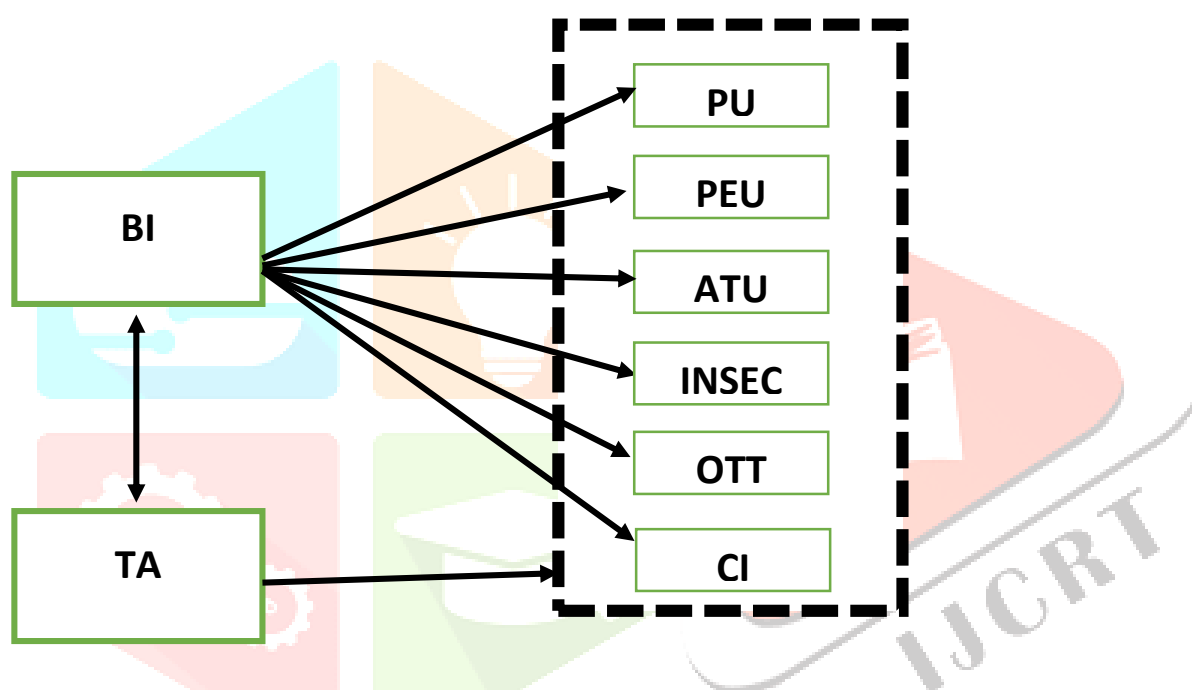 PU
PEU
BI
ATU
INSEC
OTT
TA
CI
IJCRT